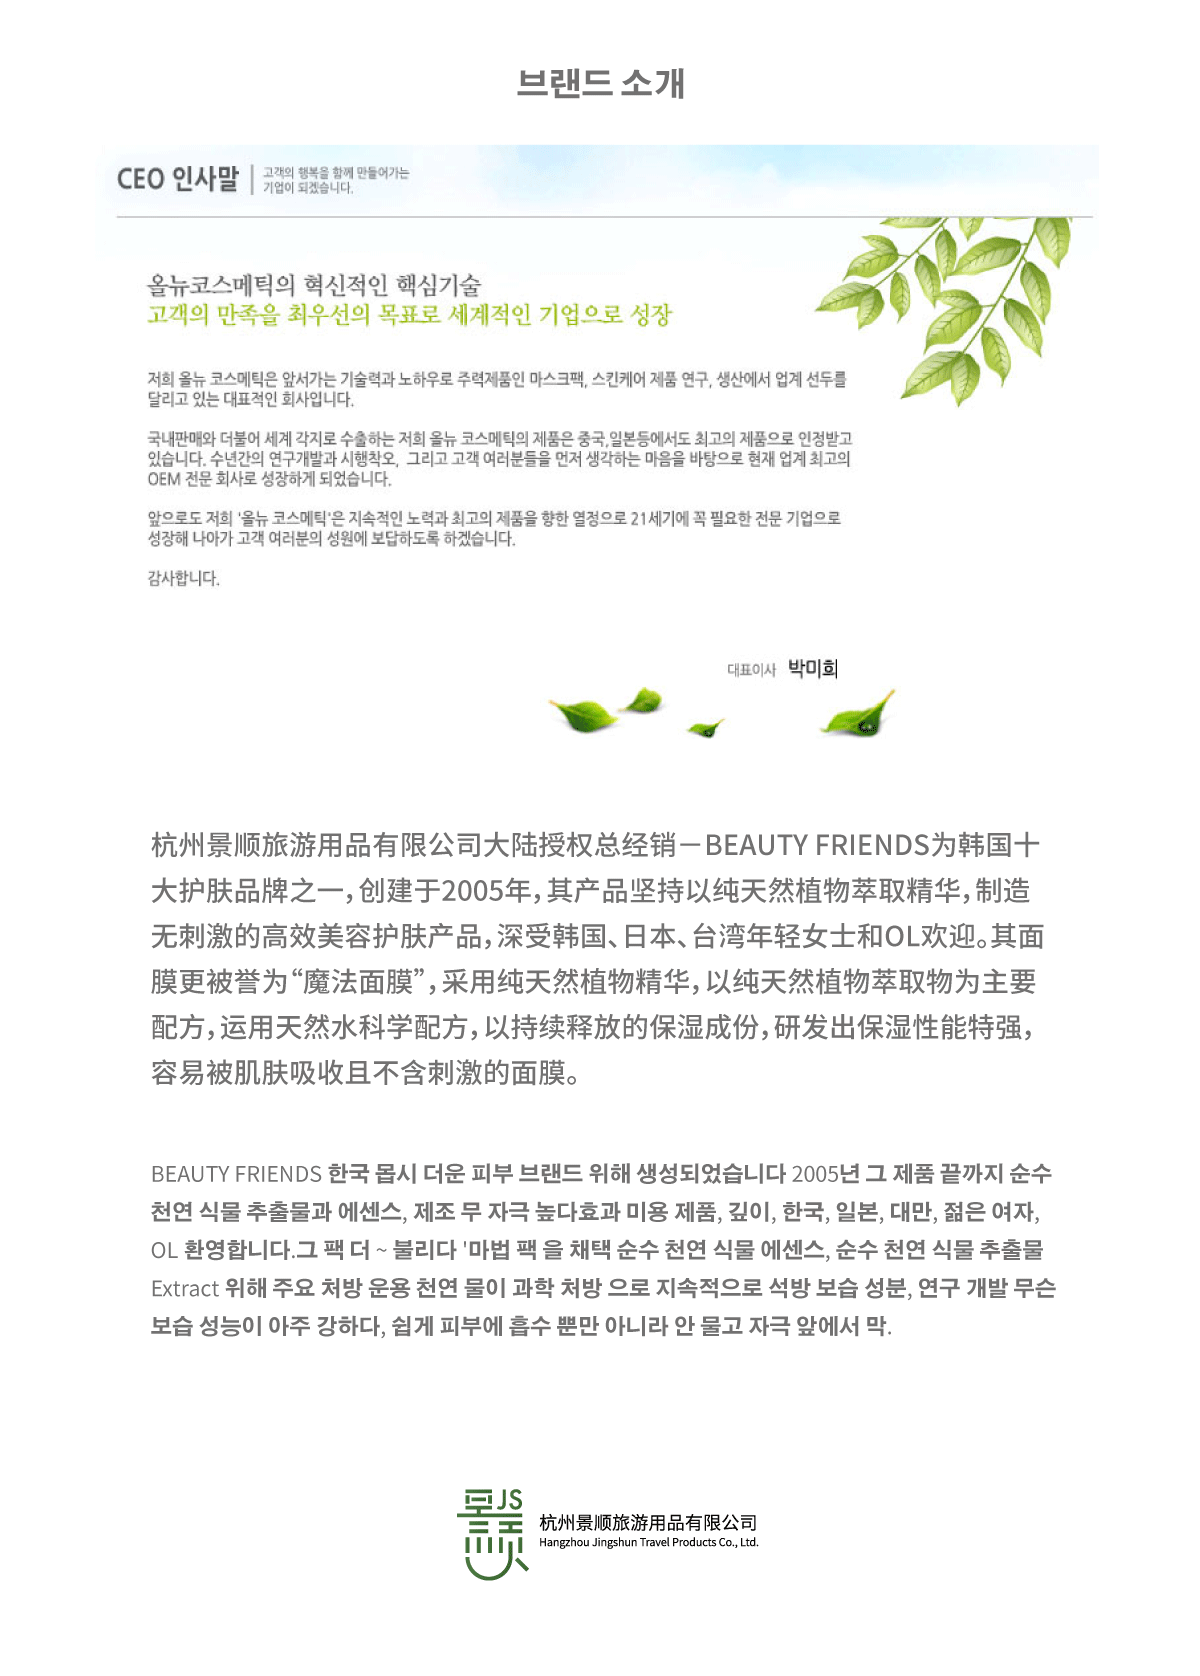 브랜드 소개
CEO 인사말
고객의 행복을 함께 만들어가는
기업이 되겠습니다.
올뉴코스메틱의 혁신적인 핵심기술
고객의 만족을 최우선의 목표로 세계적인 기업으로 성장
저희 올뉴 코스메틱은 앞서가는 기술력과 노하우로 주력제품인 마스크팩, 스킨케어 제품 연구, 생산에서 업계 선두를
달리고 있는 대표적인 회사입니다.
국내판매와 더불어 세계 각지로 수출하는 저희 올뉴 코스메틱의 제품은 중국,일본등에서도 최고의 제품으로 인정받고
있습니다. 수년간의 연구개발과 시행착오, 그리고 고객 여러분들을 먼저 생각하는 마음을 바탕으로 현재 업계 최고의
OEM 전문 회사로 성장하게 되었습니다.
앞으로도 저희 '올뉴 코스메틱'은 지속적인 노력과 최고의 제품을 향한 열정으로 21세기에 꼭 필요한 전문 기업으로
성장해 나아가 고객 여러분의 성원에 보답하도록 하겠습니다.
감사합니다.
대표이사 박미희
杭州景顺旅游用品有限公司大陆授权总经销－BEAUTY FRIENDS为韩国十
大护肤品牌之一，创建于2005年，其产品坚持以纯天然植物萃取精华，制造
无刺激的高效美容护肤产品，深受韩国、日本、台湾年轻女士和OL欢迎。其面
膜更被誉为“魔法面膜”，采用纯天然植物精华，以纯天然植物萃取物为主要
配方，运用天然水科学配方，以持续释放的保湿成份，研发出保湿性能特强，
容易被肌肤吸收且不含刺激的面膜。
BEAUTY FRIENDS 한국 몹시 더운 피부 브랜드 위해 생성되었습니다 2005년 그 제품 끝까지 순수
천연 식물 추출물과 에센스, 제조 무 자극 높다효과 미용 제품, 깊이, 한국, 일본, 대만, 젊은 여자,
OL 환영합니다.그 팩 더 ~ 불리다 '마법 팩 을 채택 순수 천연 식물 에센스, 순수 천연 식물 추출물
Extract 위해 주요 처방 운용 천연 물이 과학 처방 으로 지속적으로 석방 보습 성분, 연구 개발 무슨
보습 성능이 아주 강하다, 쉽게 피부에 흡수 뿐만 아니라 안 물고 자극 앞에서 막.
JS
杭州景顺旅游用品有限公司
Hangzhou Jingshun Travel Products Co., Ltd.